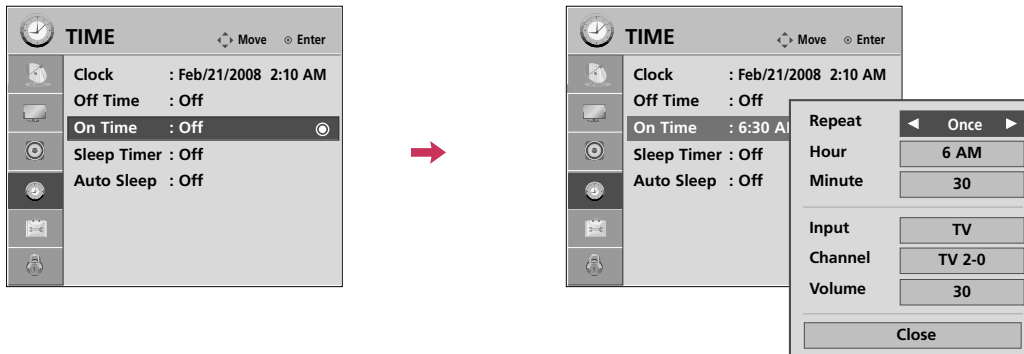 TIME Move Enter
Clock : Feb/21/2008 2:10 AM
Off Time : Off
On Time : Off
Sleep Timer : Off
Auto Sleep : Off
TIME Move Enter
Clock : Feb/21/2008 2:10 AM
Off Time : Off
On Time : 6:30 A
Sleep Timer : Off
Auto Sleep : Off
Repeat ◀ Once ▶
Hour 6 AM
Minute 30
Input TV
Channel TV 2-0
Volume 30
Close